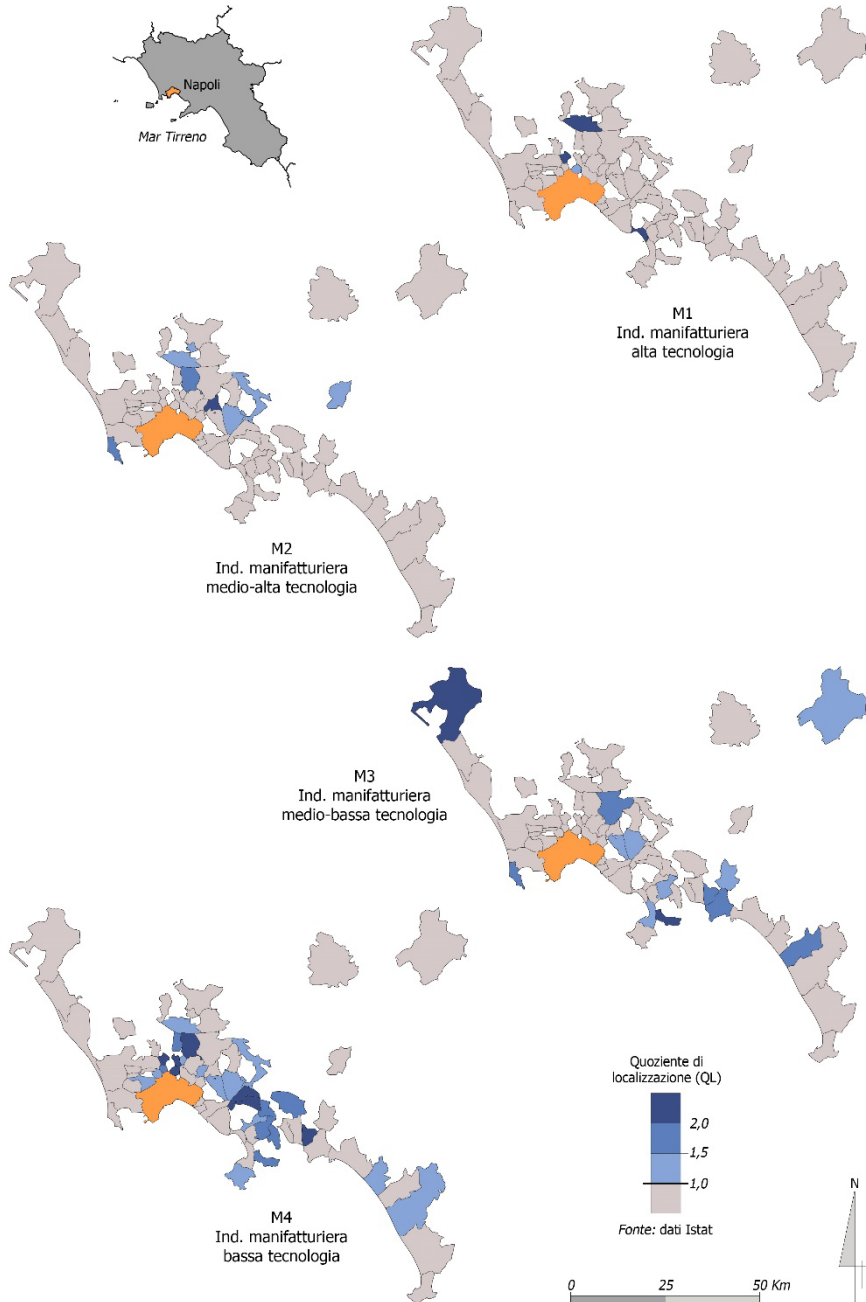 Napoli
Mar Tirreno
M1
Ind. manifatturiera
alta tecnologia
M2
Ind. manifatturiera
medio-alta tecnologia
M3
Ind. manifatturiera
medio-bassa tecnologia
M4
Ind. manifatturiera
bassa tecnologia
Quoziente di
localizzazione (QL)
2,0
1,5
1,0
Fonte: dati Istat
N
0 25 50 Km